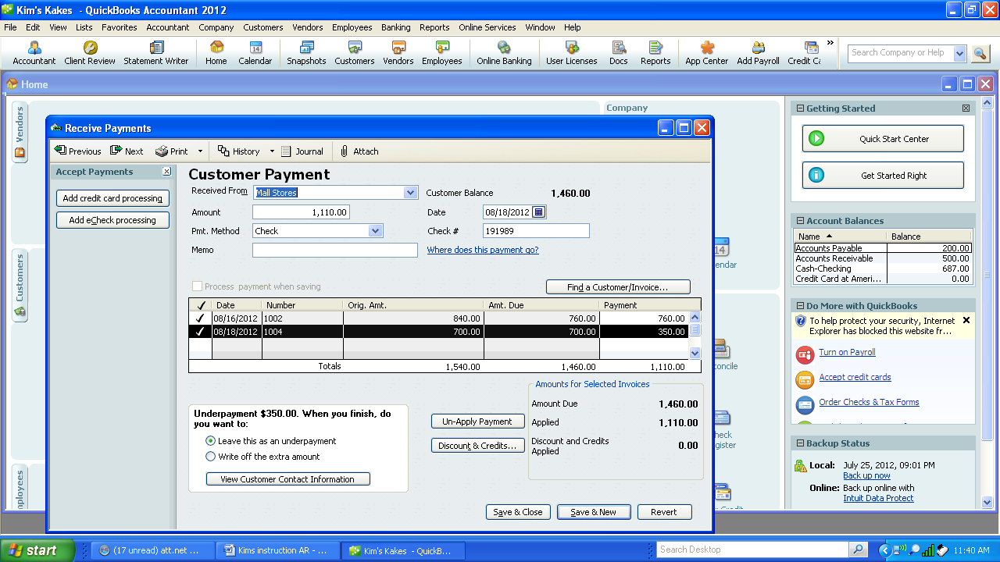 Kim's Kakes - QuickBooks Accountant 2012
File Edit View Lists Favorites Accountant Company Customers Vendors Employees Banking Reports Online Services Window Help
Accountant Client Review Statement Writer Home Calendar Snapshots Customers Vendors Employees Online Banking User Licenses Docs Reports App Center Add Payroll Credit Ca
Search Company or Help
Home
Vendors
Customers
mployees
Company
Receive Payments
Previous Next Print History Journal Attach
Accept Payments
Add credit card processing
Add eCheck processing
Customer Payment
Received From Mall Stores Customer Balance 1,460.00
Amount 1,110.00 Date 08/18/2012
Pmt. Method Check Check # 191989
Memo Where does this payment go?
Process payment when saving
Find a Customer/Invoice...
Date Number Orig. Amt. Amt. Due Payment
08/16/2012 1002 840.00 760.00 760.00
08/18/2012 1004 700.00 700.00 350.00
Totals 1,540.00 1,460.00 1,110.00
Underpayment $350.00. When you finish, do
you want to:
Leave this as an underpayment
Write off the extra amount
View Customer Contact Information
Un-Apply Payment
Discount & Credits...
Amounts for Selected Invoices
Amount Due 1,460.00
Applied 1,110.00
Discount and Credits
Applied 0.00
Save & Close Save & New Revert
14
endar
oncile
heck
egister
r Credit
Getting Started
Quick Start Center
Get Started Right
Account Balances
Name Balance
Accounts Payable 200.00
Accounts Receivable 500.00
Cash-Checking 687.00
Credit Card at Ameri... 0.00
Do More with QuickBooks
To help protect your security, Internet
Explorer has blocked this website fr...
Turn on Payroll
Accept credit cards
Order Checks & Tax Forms
Backup Status
Local: July 25, 2012, 09:01 PM
Back up now
Online: Back up online with
Intuit Data Protect
start (17 unread) att.net ... Kims instruction AR - ... Kim's Kakes - QuickB... Search Desktop 11:40 AM